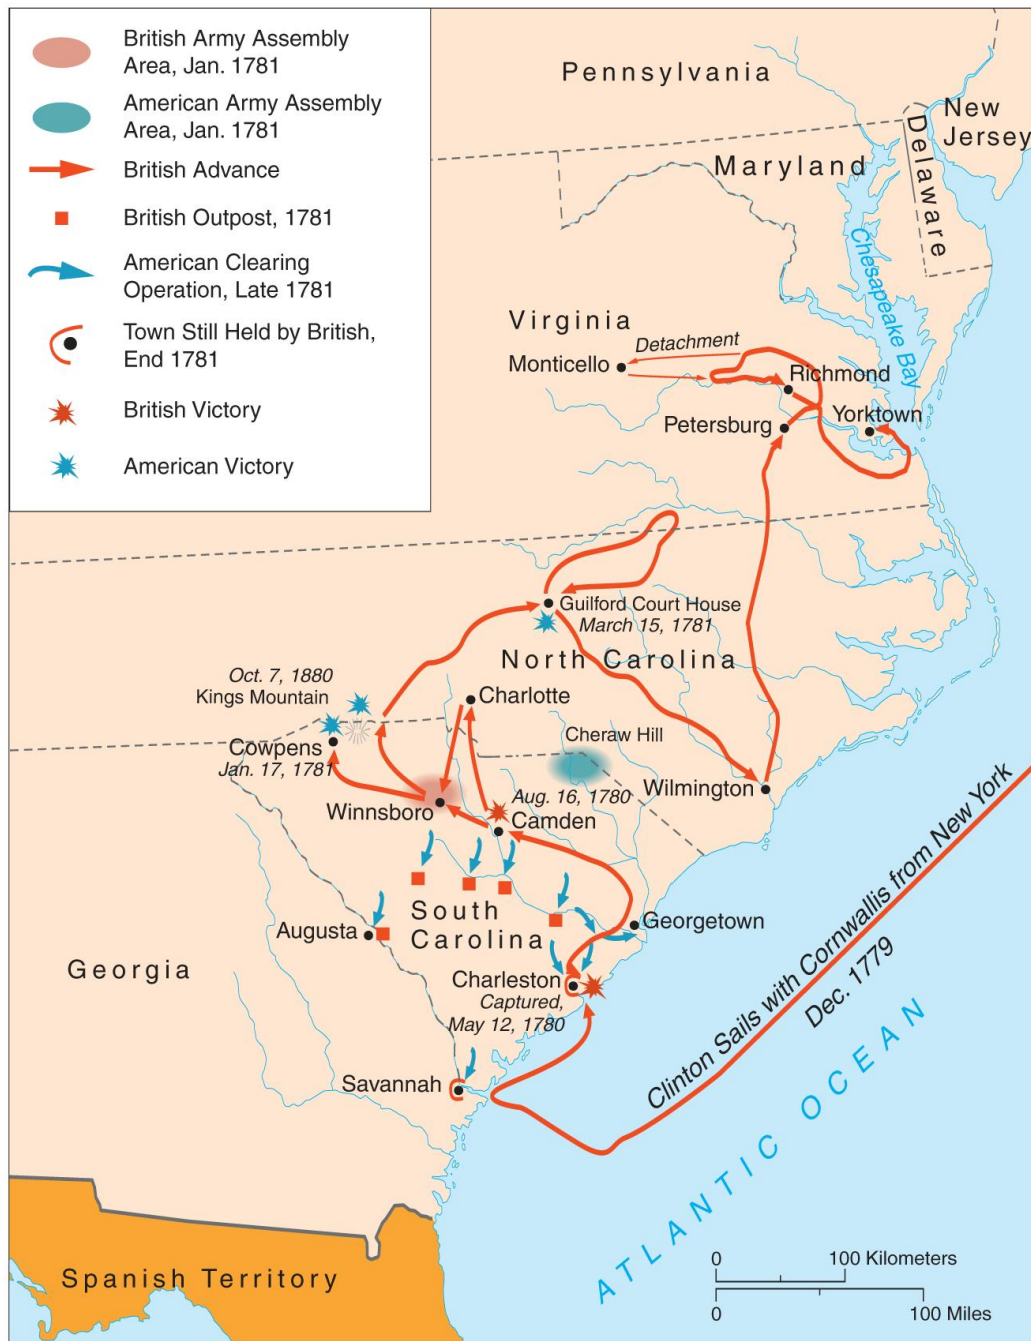 British Army Assembly
Area, Jan. 1781
American Army Assembly
Area, Jan. 1781
British Advance
British Outpost, 1781
American Clearing
Operation, Late 1781
Town Still Held by British,
End 1781
British Victory
American Victory
Pennsylvania
New
Jersey
Maryland
Delaware
Chesapeake Bay
Virginia
Detachment
Monticello
Richmond
Petersburg
Yorktown
Guilford Court House
March 15, 1781
North Carolina
Oct. 7, 1880
Kings Mountain
Charlotte
Cheraw Hill
Cowpens
Jan. 17, 1781
Wilmington
Winnsboro
Aug. 16, 1780
Camden
South
Carolina
Augusta
Georgetown
Georgia
Charleston
Captured,
May 12, 1780
Savannah
Clinton Sails with Cornwallis from New York
Dec. 1779
ATLANTIC OCEAN
Spanish Territory
0 100 Kilometers
0 100 Miles